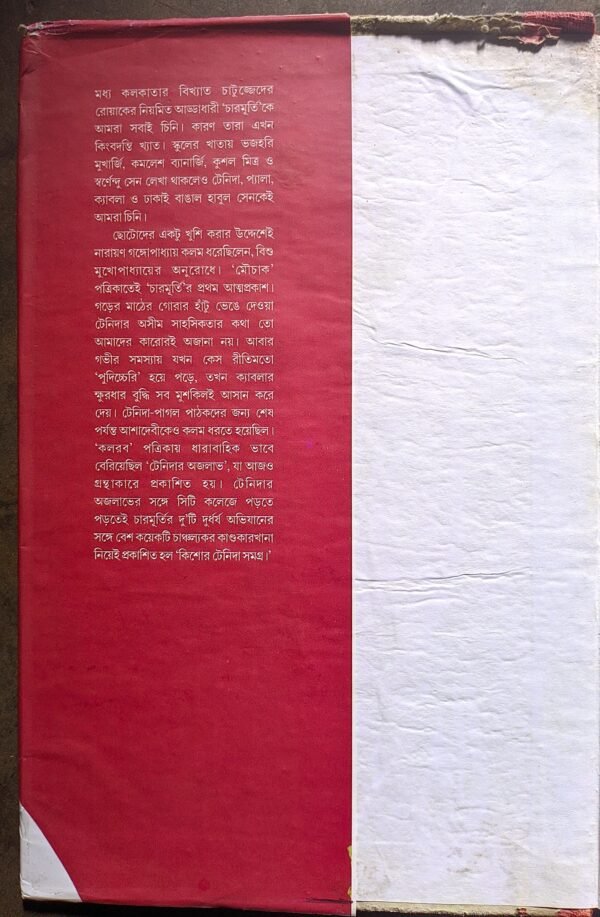 মধ্য কলকাতার বিখ্যাত চাটুজ্জেদের
রোয়াকের নিয়মিত আড্ডাধারী ‘চারমূর্তি’কে
আমরা সবাই চিনি। কারণ তারা এখন
কিংবদন্তি খ্যাত। স্কুলের খাতায় ভজহরি
মুখার্জি, কমলেশ ব্যানার্জি, কুশল মিত্র ও
স্বর্ণেন্দু সেন লেখা থাকলেও টেনিদা, প্যালা,
ক্যাবলা ও ঢাকাই বাঙাল হাবুল সেনকেই
আমরা চিনি।
ছোটোদের একটু খুশি করার উদ্দেশ্যেই
নারায়ণ গঙ্গোপাধ্যায় কলম ধরেছিলেন, বিশু
মুখোপাধ্যায়ের অনুরোধে। ‘মৌচাক’
পত্রিকাতেই ‘চারমূর্তি’র প্রথম আত্মপ্রকাশ।
গড়ের মাঠের গোরার হাঁটু ভেঙে দেওয়া
টেনিদার অসীম সাহসিকতার কথা তো
আমাদের কারোরই অজানা নয়। আবার
গভীর সমস্যায় যখন কেস রীতিমতো
‘পুদিচ্চেরি’ হয়ে পড়ে, তখন ক্যাবলার
ক্ষুরধার বুদ্ধি সব মুশকিলই আসান করে
দেয়। টেনিদা-পাগল পাঠকদের জন্য শেষ
পর্যন্ত আশাদেবীকেও কলম ধরতে হয়েছিল।
‘কলরব’ পত্রিকায় ধারাবাহিক ভাবে
বেরিয়েছিল ‘টেনিদার অজলাভ’, যা আজও
গ্রন্থাকারে প্রকাশিত হয়। টেনিদার
অজলাভের সঙ্গে সিটি কলেজে পড়তে
পড়তেই চারমূর্তির দু’টি দুর্ধর্ষ অভিযানের
সঙ্গে বেশ কয়েকটি চাঞ্চল্যকর কাণ্ডকারখানা
নিয়েই প্রকাশিত হল ‘কিশোর টেনিদা সমগ্র।’